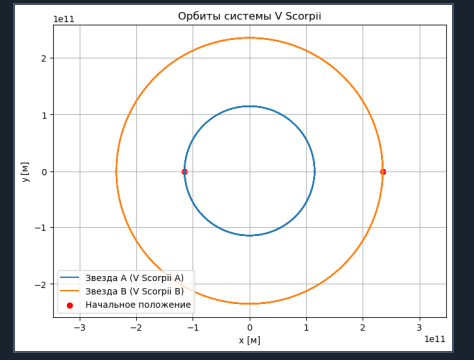 Орбиты системы V Scorpii
1e11
2
1
0
−1
−2
y [м]
Звезда A (V Scorpii A)
Звезда B (V Scorpii B)
Начальное положение
−3
−2
−1
0
1
2
3
x [м]
1e11